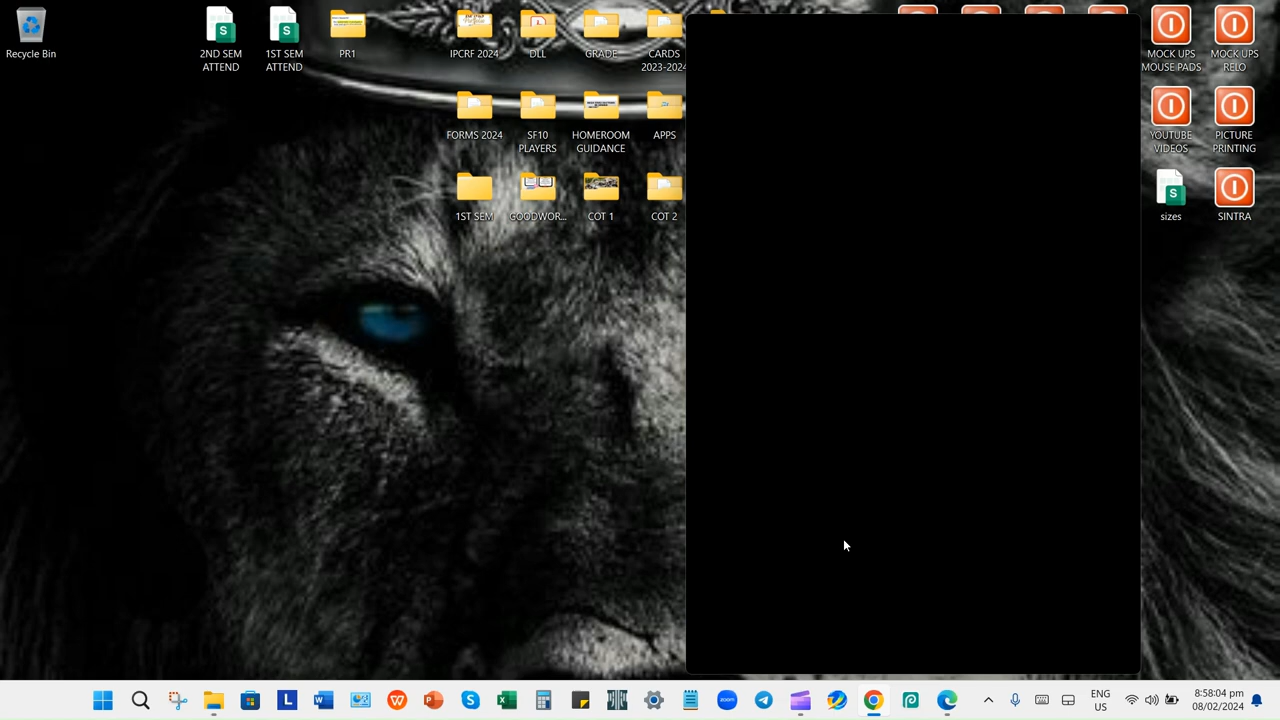 Recycle Bin
2ND SEM
ATTEND
1ST SEM
ATTEND
PR1
IPCRF 2024
DLL
GRADE
CARDS
2023-2024
MOCK UPS
MOUSE PADS
MOCK UPS
RELO
FORMS 2024
SF10
PLAYERS
HOMEROOM
GUIDANCE
APPS
YOUTUBE
VIDEOS
PICTURE
PRINTING
1ST SEM
GOODWOR...
COT 1
COT 2
sizes
SINTRA
ENG
US
8:58:04 pm
08/02/2024